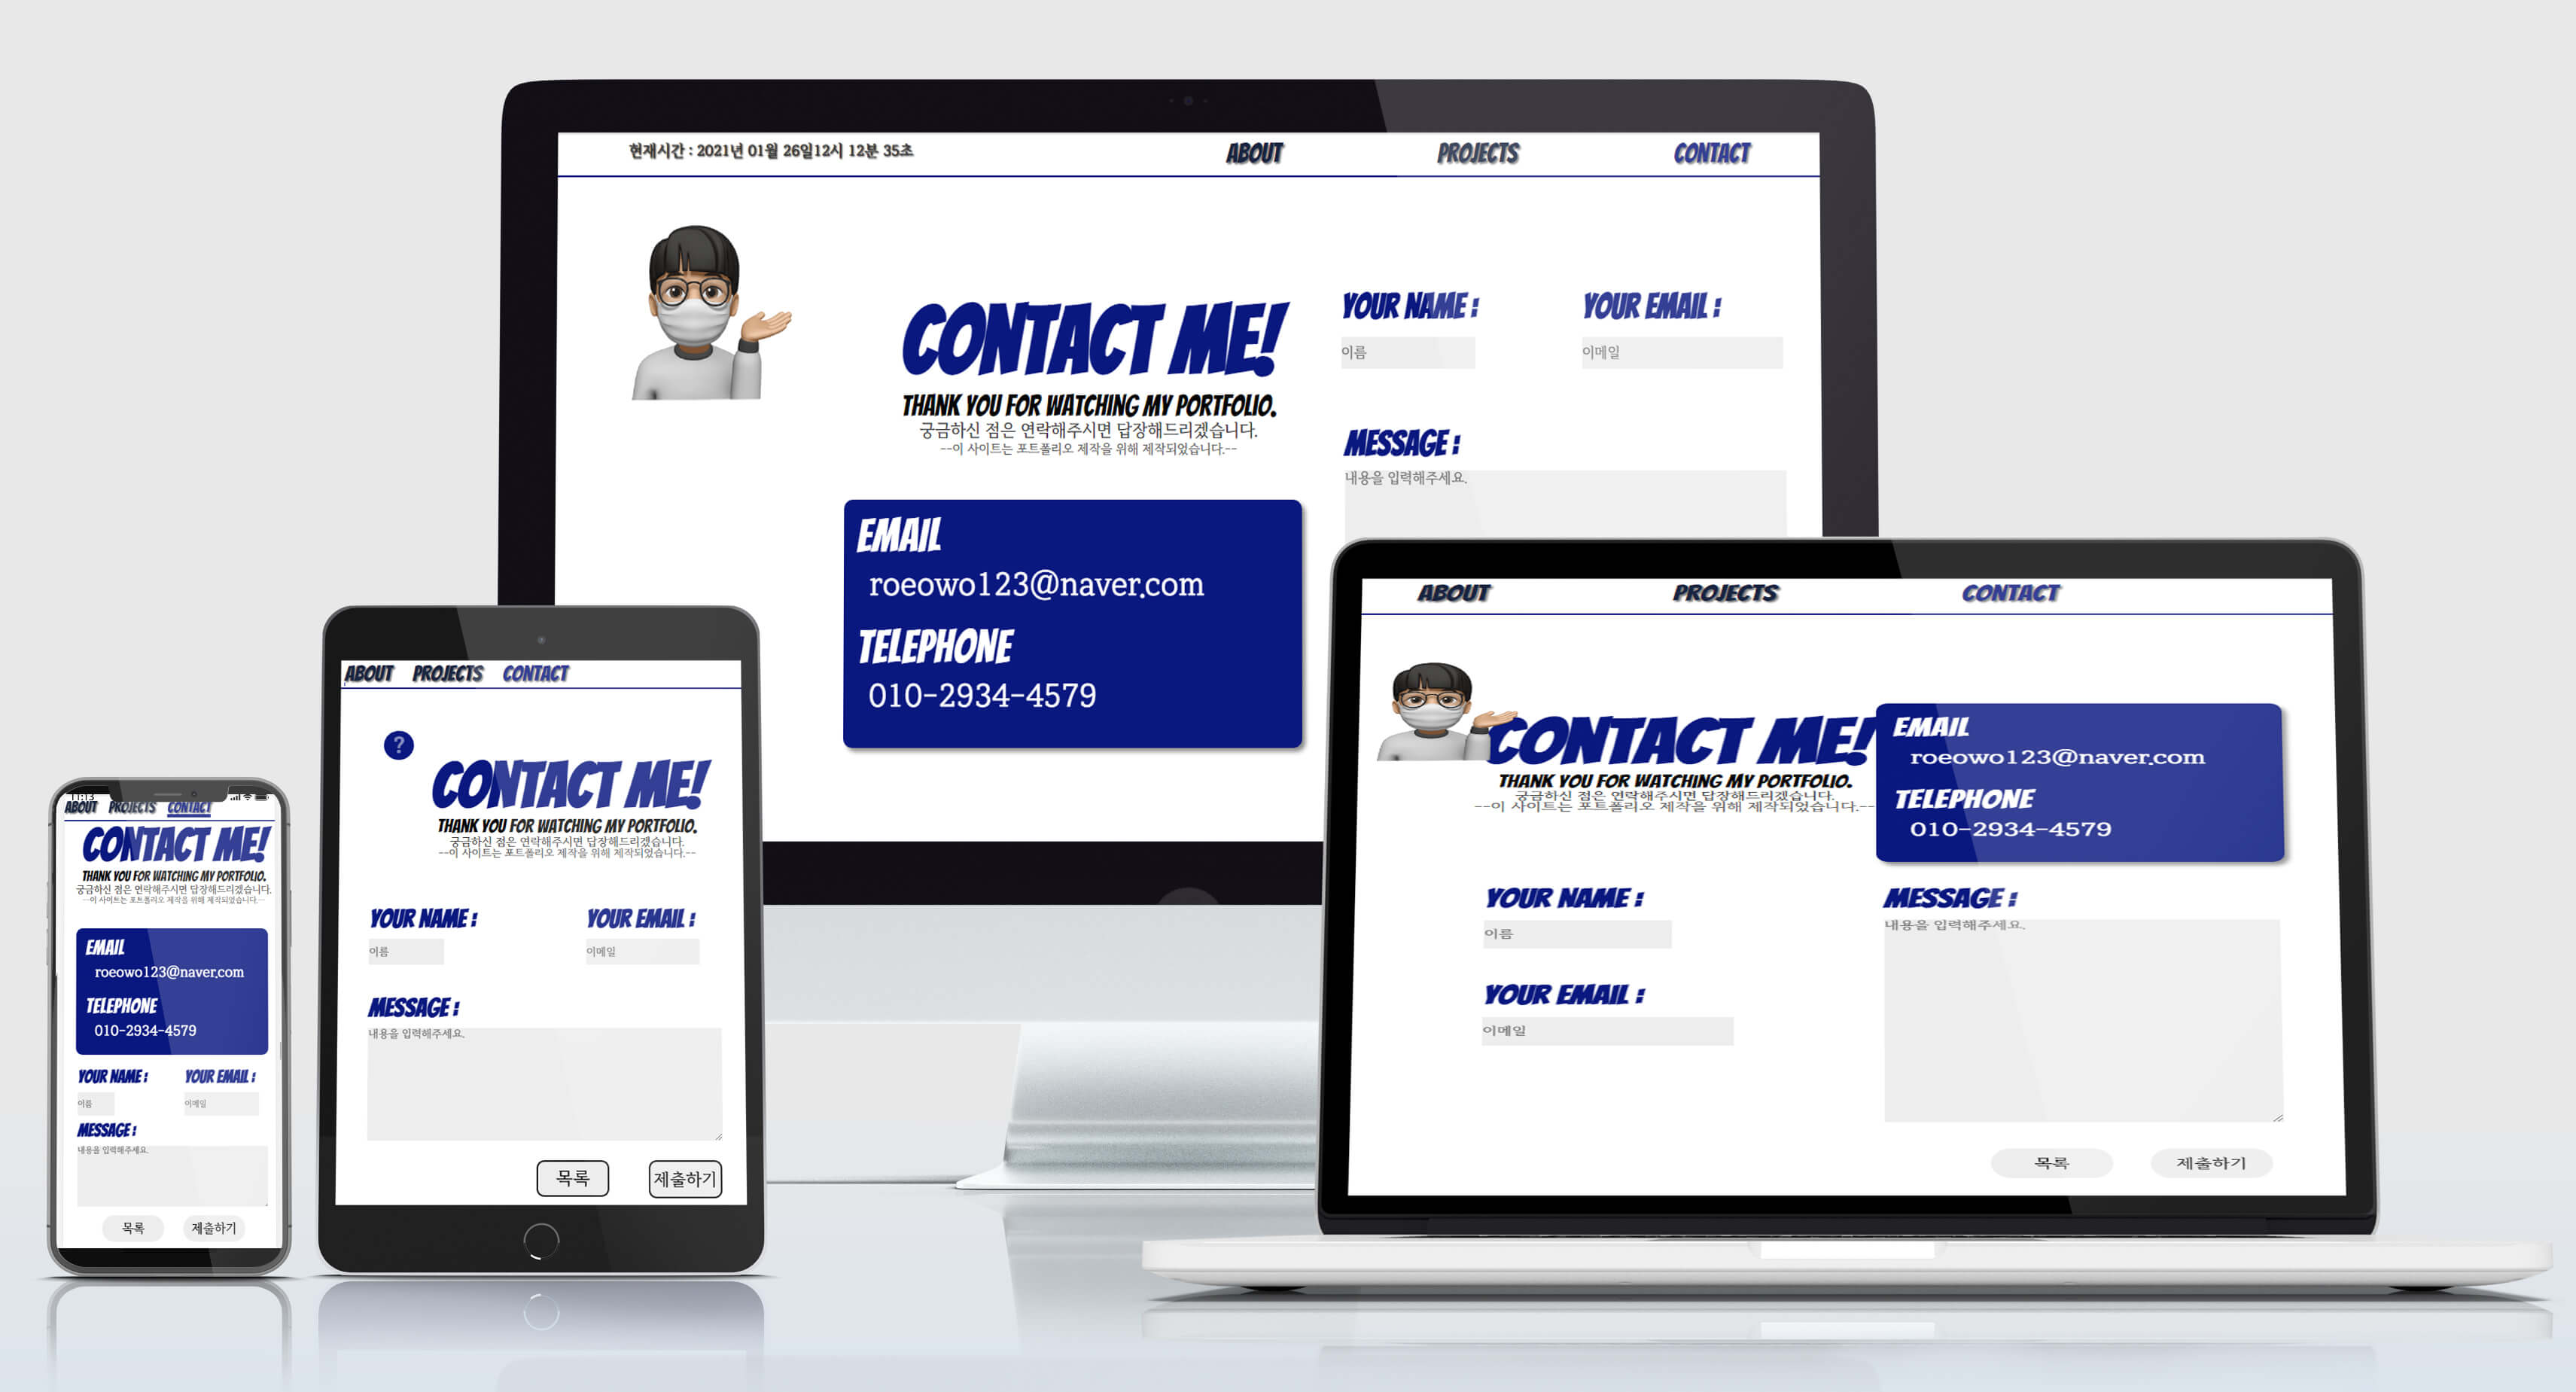 현재시간 : 2021년 01월 26일12시 12분 35초
ABOUT
PROJECTS
CONTACT
CONTACT ME!
THANK YOU FOR WATCHING MY PORTFOLIO.
궁금하신 점은 연락해주시면 답장해드리겠습니다.
--이 사이트는 포트폴리오 제작을 위해 제작되었습니다.--
EMAIL
roeowo123@naver.com
TELEPHONE
010-2934-4579
YOUR NAME :
이름
YOUR EMAIL :
이메일
MESSAGE :
내용을 입력해주세요.
11:13
ABOUT
PROJECTS
CONTACT
CONTACT ME!
THANK YOU FOR WATCHING MY PORTFOLIO.
궁금하신 점은 연락해주시면 답장해드리겠습니다.
--이 사이트는 포트폴리오 제작을 위해 제작되었습니다.--
EMAIL
roeowo123@naver.com
TELEPHONE
010-2934-4579
YOUR NAME :
이름
YOUR EMAIL :
이메일
MESSAGE :
내용을 입력해주세요.
목록
제출하기
ABOUT
PROJECTS
CONTACT
?
CONTACT ME!
THANK YOU FOR WATCHING MY PORTFOLIO.
궁금하신 점은 연락해주시면 답장해드리겠습니다.
--이 사이트는 포트폴리오 제작을 위해 제작되었습니다.--
YOUR NAME :
이름
YOUR EMAIL :
이메일
MESSAGE :
내용을 입력해주세요.
목록
제출하기
ABOUT
PROJECTS
CONTACT
CONTACT ME!
THANK YOU FOR WATCHING MY PORTFOLIO.
궁금하신 점은 연락해주시면 답장해드리겠습니다.
--이 사이트는 포트폴리오 제작을 위해 제작되었습니다.--
EMAIL
roeowo123@naver.com
TELEPHONE
010-2934-4579
YOUR NAME :
이름
YOUR EMAIL :
이메일
MESSAGE :
내용을 입력해주세요.
목록
제출하기